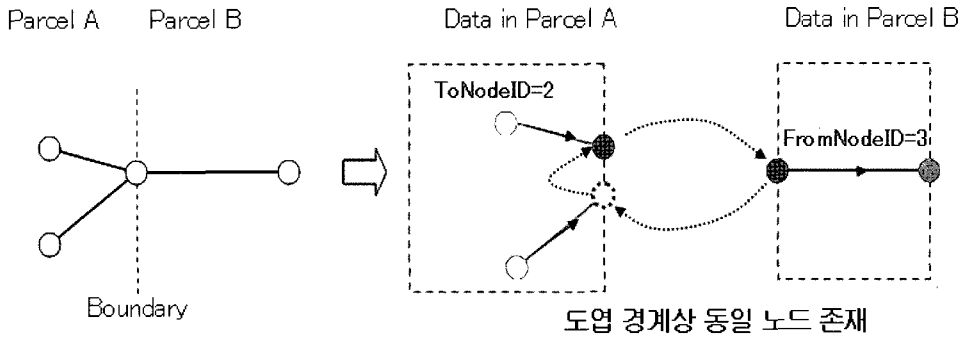 Parcel A Parcel B Data in Parcel A Data in Parcel B
ToNodeID=2
FromNodeID=3
Boundary
도엽 경계상 동일 노드 존재